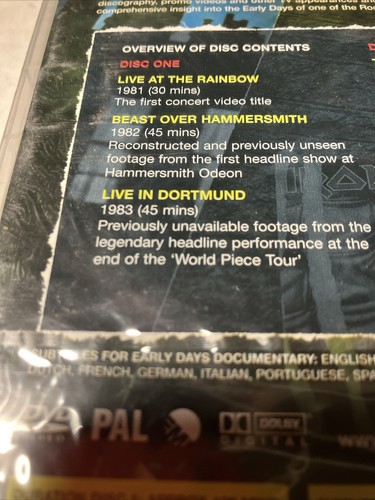 discography, promo videos and other TV appearances and
comprehensive insight into the Early Days of one of the Roc
OVERVIEW OF DISC CONTENTS
DISC ONE
LIVE AT THE RAINBOW
1981 (30 mins)
The first concert video title
BEAST OVER HAMMERSMITH
1982 (45 mins)
Reconstructed and previously unseen
footage from the first headline show at
Hammersmith Odeon
LIVE IN DORTMUND
1983 (45 mins)
Previously unavailable footage from the
legendary headline performance at the
end of the 'World Piece Tour'
SUBTITLES FOR EARLY DAYS DOCUMENTARY: ENGLISH
DUTCH, FRENCH, GERMAN, ITALIAN, PORTUGUESE, SPA
PAL
EMI
DOLBY
DIGITAL